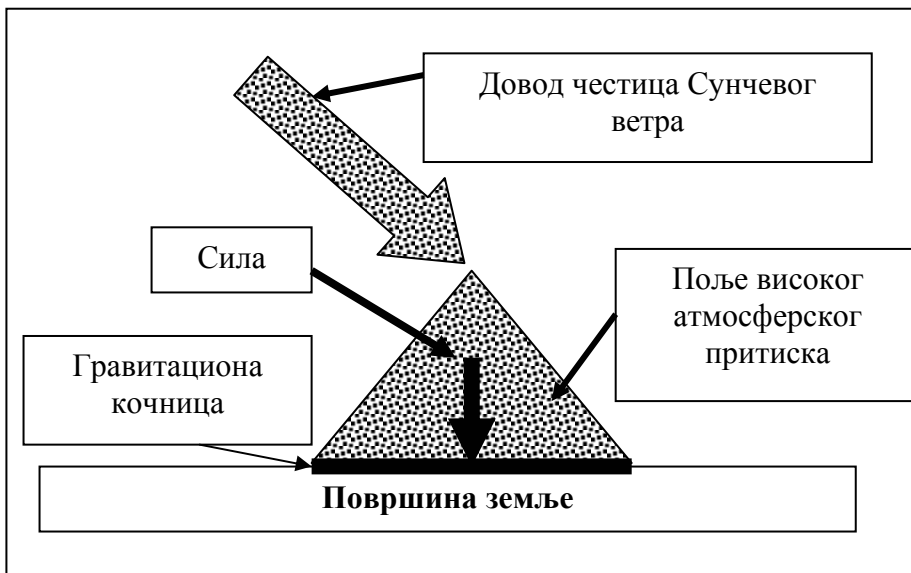 Довод честица Сунчевог
ветра
Сила
Поље високог
атмосферског
притиска
Гравитациона
кочница
Површина земље